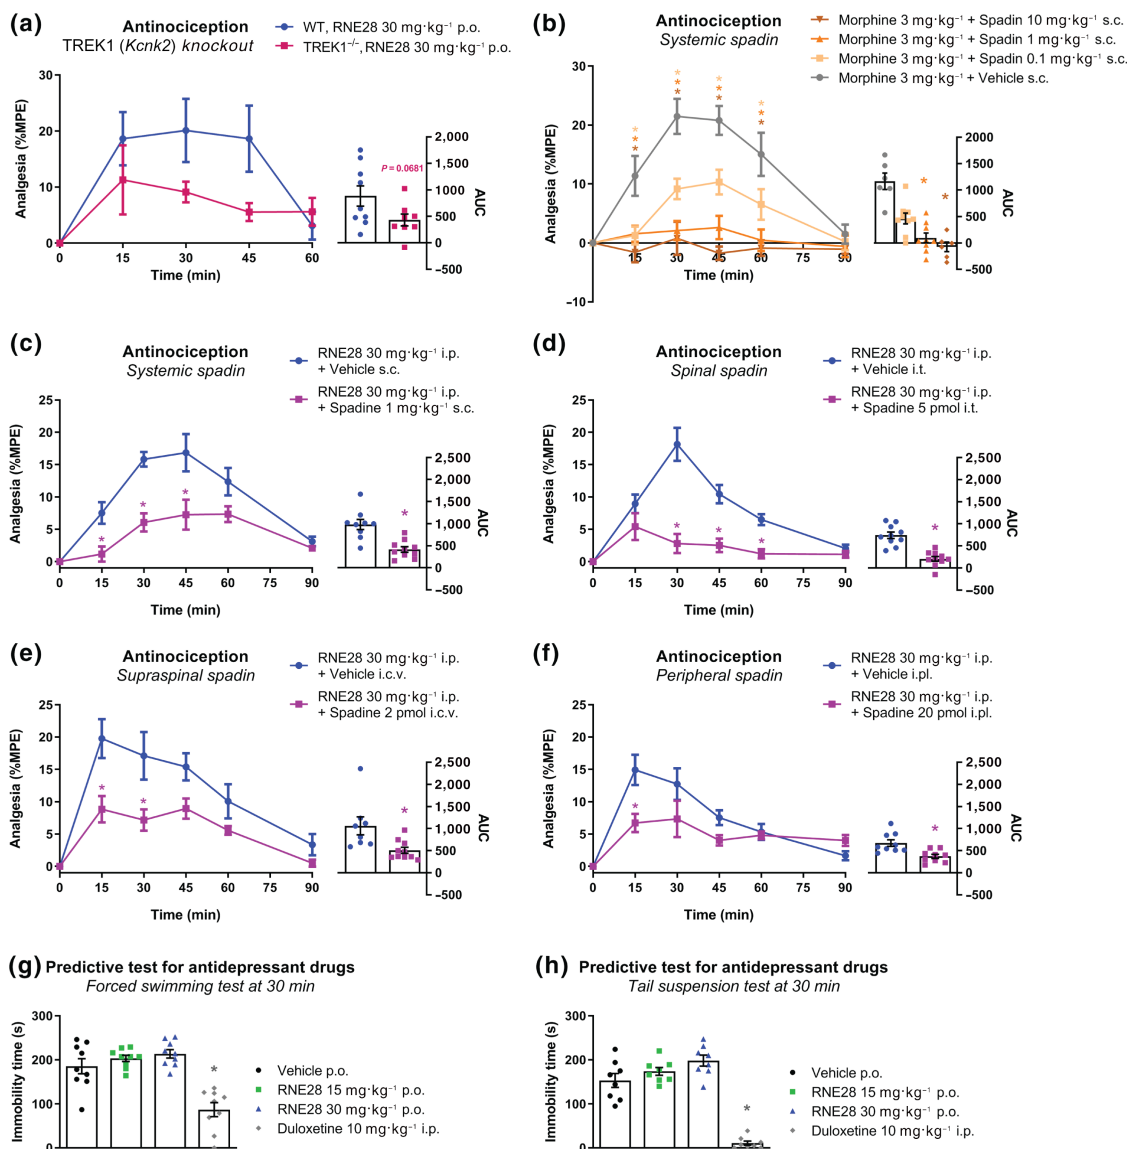 (a)
Antinociception
TREK1 (Kcnk2) knockout
WT, RNE28 30 mg·kg⁻¹ p.o.
TREK1⁻/⁻, RNE28 30 mg·kg⁻¹ p.o.
30
20
10
0
Analgesia (%MPE)
0 15 30 45 60
Time (min)
P = 0.0681
2,000
1500
1000
500
0
−500
AUC
(b)
Antinociception
Systemic spadin
Morphine 3 mg·kg⁻¹ + Spadin 10 mg·kg⁻¹ s.c.
Morphine 3 mg·kg⁻¹ + Spadin 1 mg·kg⁻¹ s.c.
Morphine 3 mg·kg⁻¹ + Spadin 0.1 mg·kg⁻¹ s.c.
Morphine 3 mg·kg⁻¹ + Vehicle s.c.
30
20
10
0
−10
Analgesia (%MPE)
* * *
* * *
* * *
* * *
15 30 45 60 90
Time (min)
* *
2,000
1500
1000
500
0
−500
AUC
(c)
Antinociception
Systemic spadin
RNE28 30 mg·kg⁻¹ i.p.
+ Vehicle s.c.
RNE28 30 mg·kg⁻¹ i.p.
+ Spadine 1 mg·kg⁻¹ s.c.
25
20
15
10
5
0
Analgesia (%MPE)
* * *
0 15 30 45 60 75 90
Time (min)
*
2,500
2,000
1,500
1,000
500
0
−500
AUC
(d)
Antinociception
Spinal spadin
RNE28 30 mg·kg⁻¹ i.p.
+ Vehicle i.t.
RNE28 30 mg·kg⁻¹ i.p.
+ Spadine 5 pmol i.t.
25
20
15
10
5
0
Analgesia (%MPE)
* * *
0 15 30 45 60 75 90
Time (min)
*
2,500
2,000
1,500
1,000
500
0
−500
AUC
(e)
Antinociception
Supraspinal spadin
RNE28 30 mg·kg⁻¹ i.p.
+ Vehicle i.c.v.
RNE28 30 mg·kg⁻¹ i.p.
+ Spadine 2 pmol i.c.v.
25
20
15
10
5
0
Analgesia (%MPE)
* *
0 15 30 45 60 75 90
Time (min)
*
2,500
2,000
1,500
1,000
500
0
−500
AUC
(f)
Antinociception
Peripheral spadin
RNE28 30 mg·kg⁻¹ i.p.
+ Vehicle i.pl.
RNE28 30 mg·kg⁻¹ i.p.
+ Spadine 20 pmol i.pl.
25
20
15
10
5
0
Analgesia (%MPE)
*
0 15 30 45 60 75 90
Time (min)
*
2,500
2,000
1,500
1,000
500
0
−500
AUC
(g) Predictive test for antidepressant drugs
Forced swimming test at 30 min
300
200
100
0
Immobility time (s)
*
Vehicle p.o.
RNE28 15 mg·kg⁻¹ p.o.
RNE28 30 mg·kg⁻¹ p.o.
Duloxetine 10 mg·kg⁻¹ i.p.
(h) Predictive test for antidepressant drugs
Tail suspension test at 30 min
300
200
100
0
Immobility time (s)
*
Vehicle p.o.
RNE28 15 mg·kg⁻¹ p.o.
RNE28 30 mg·kg⁻¹ p.o.
Duloxetine 10 mg·kg⁻¹ i.p.